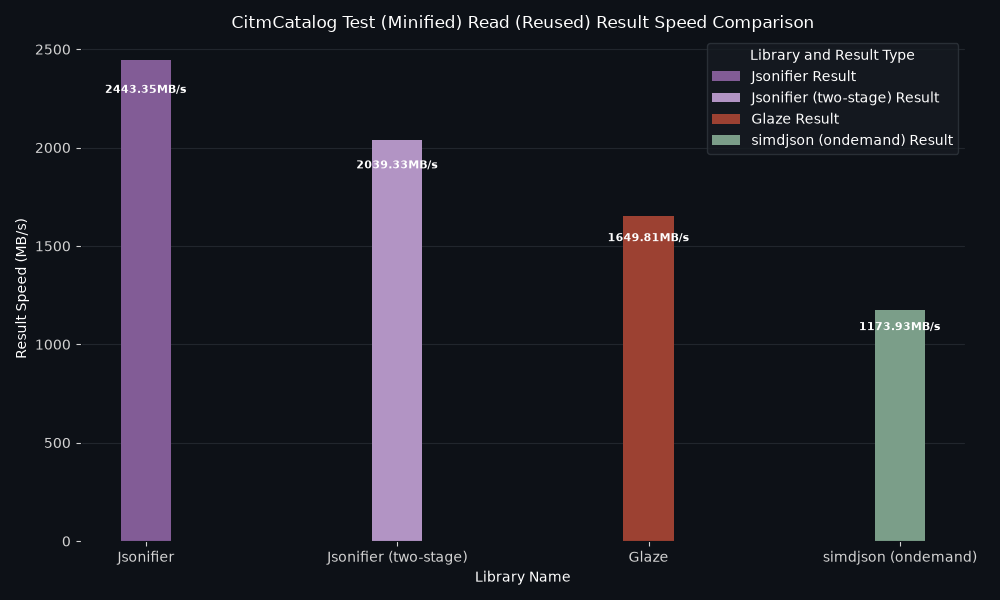 CitmCatalog Test (Minified) Read (Reused) Result Speed Comparison
Library and Result Type
Jsonifier Result
Jsonifier (two-stage) Result
Glaze Result
simdjson (ondemand) Result
Result Speed (MB/s)
2500
2000
1500
1000
500
0
2443.35MB/s
2039.33MB/s
1649.81MB/s
1173.93MB/s
Jsonifier
Jsonifier (two-stage)
Glaze
simdjson (ondemand)
Library Name